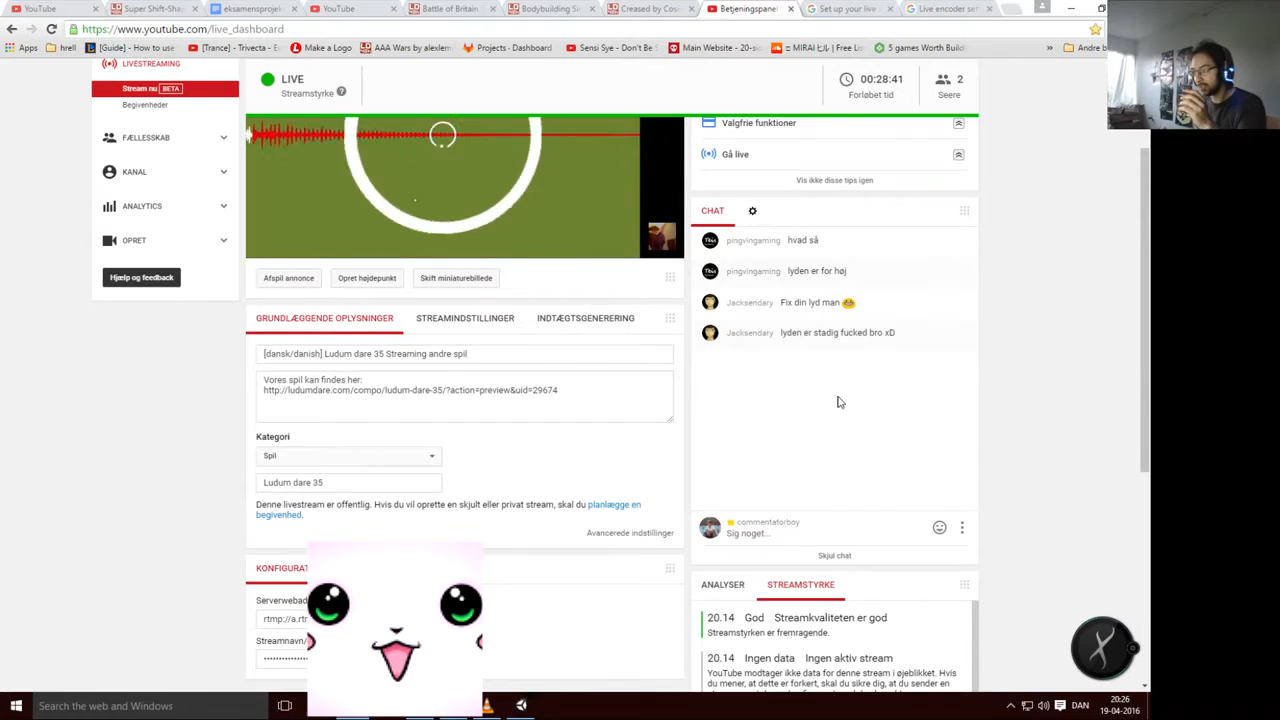 YouTube
Super Shift-Shap
eksamensprojek
YouTube
Battle of Britain
Bodybuilding Sim
Creased by Cose
Betjeningspanel
Set up your live
Live encoder set
https://www.youtube.com/live_dashboard
Apps
hrell
[Guide] - How to use
[Trance] - Trivecta - E
Make a Logo
AAA Wars by alexlem
Projects - Dashboard
Sensi Sye - Don't Be S
Main Website - 20-sid
MIRAI
Free Lis
5 games Worth Build
»
Andre b
LIVESTREAMING
Stream nu BETA
Begivenheder
FÆLLESSKAB
KANAL
ANALYTICS
OPRET
Hjælp og feedback
LIVE
Streamstyrke ?
00:28:41
Forløbet tid
2
Seere
Valgfrie funktioner
Gå live
Vis ikke disse tips igen
Afspil annonce
Opret højdepunkt
Skift miniaturebillede
GRUNDLÆGGENDE OPLYSNINGER
STREAMINDSTILLINGER
INDTÆGTSGENERERING
[dansk/danish] Ludum dare 35 Streaming andre spil
Vores spil kan findes her:
http://ludumdare.com/compo/ludum-dare-35/?action=preview&uid=29674
Kategori
Spil
Ludum dare 35
Denne livestream er offentlig. Hvis du vil oprette en skjult eller privat stream, skal du planlægge en
begivenhed.
Avancerede indstillinger
KONFIGURAT
Serverwebad
rtmp://a.rtm
Streamnavn/
CHAT
pingvingaming hvad så
pingvingaming lyden er for høj
Jacksendary Fix din lyd man
Jacksendary lyden er stadig fucked bro xD
commentatorboy
Sig noget...
Skjul chat
ANALYSER
STREAMSTYRKE
20.14 God Streamkvaliteten er god
Streamstyrken er fremragende.
20.14 Ingen data Ingen aktiv stream
YouTube modtager ikke data for denne stream i øjeblikket. Hvis
du mener, at dette er forkert, skal du sikre dig, at du sender en
Search the web and Windows
DAN
20:26
19-04-2016